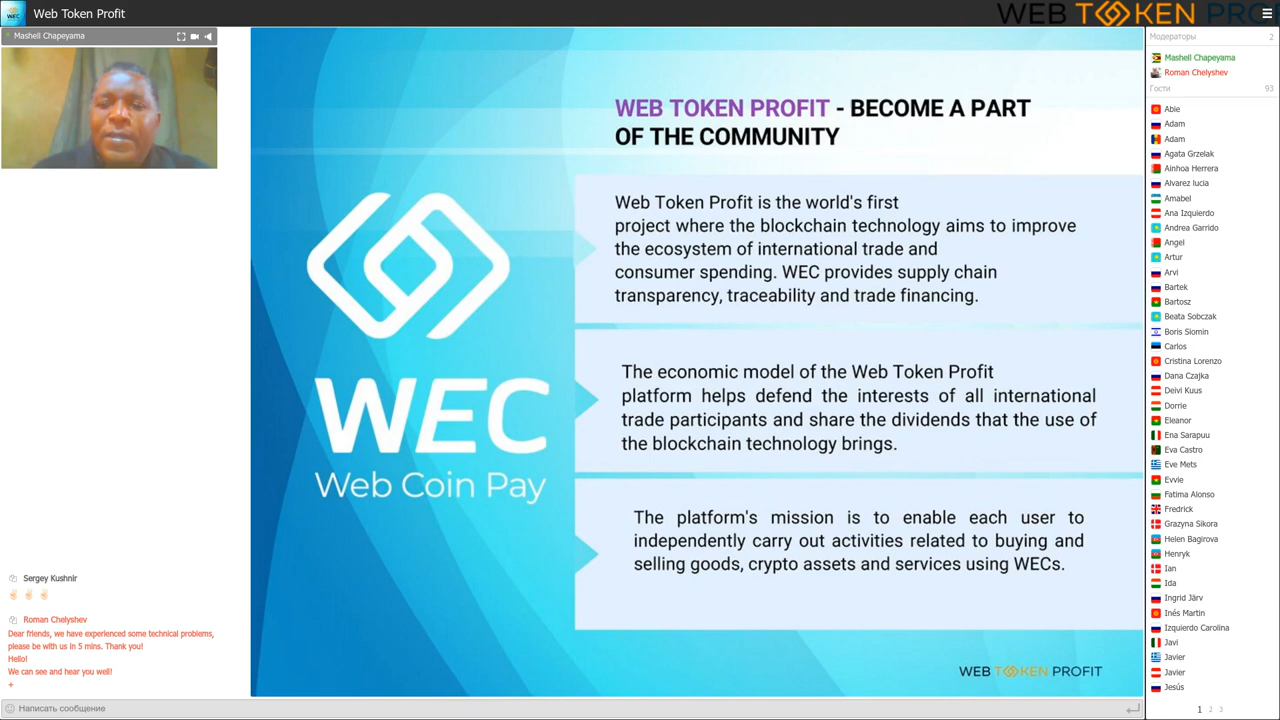 WEC
Web Token Profit
WEB TOKEN PRO
Mashell Chapeyama
Sergey Kushnir
Roman Chelyshev
Dear friends, we have experienced some technical problems,
please be with us in 5 mins. Thank you!
Hello!
We can see and hear you well!
+
Написать сообщение
WEC
Web Coin Pay
WEB TOKEN PROFIT - BECOME A PART
OF THE COMMUNITY
Web Token Profit is the world's first
project where the blockchain technology aims to improve
the ecosystem of international trade and
consumer spending. WEC provides supply chain
transparency, traceability and trade financing.
The economic model of the Web Token Profit
platform helps defend the interests of all international
trade participants and share the dividends that the use of
the blockchain technology brings.
The platform's mission is to enable each user to
independently carry out activities related to buying and
selling goods, crypto assets and services using WECs.
WEB TOKEN PROFIT
Модераторы 2
Mashell Chapeyama
Roman Chelyshev
Гости 93
Abie
Adam
Adam
Agata Grzelak
Ainhoa Herrera
Alvarez lucia
Amabel
Ana Izquierdo
Andrea Garrido
Angel
Artur
Arvi
Bartek
Bartosz
Beata Sobczak
Boris Siomin
Carlos
Cristina Lorenzo
Dana Czajka
Deivi Kuus
Dorrie
Eleanor
Ena Sarapuu
Eva Castro
Eve Mets
Evvie
Fatima Alonso
Fredrick
Grazyna Sikora
Helen Bagirova
Henryk
Ian
Ida
Ingrid Järv
Inés Martin
Izquierdo Carolina
Javi
Javier
Javier
Jesús
1 2 3